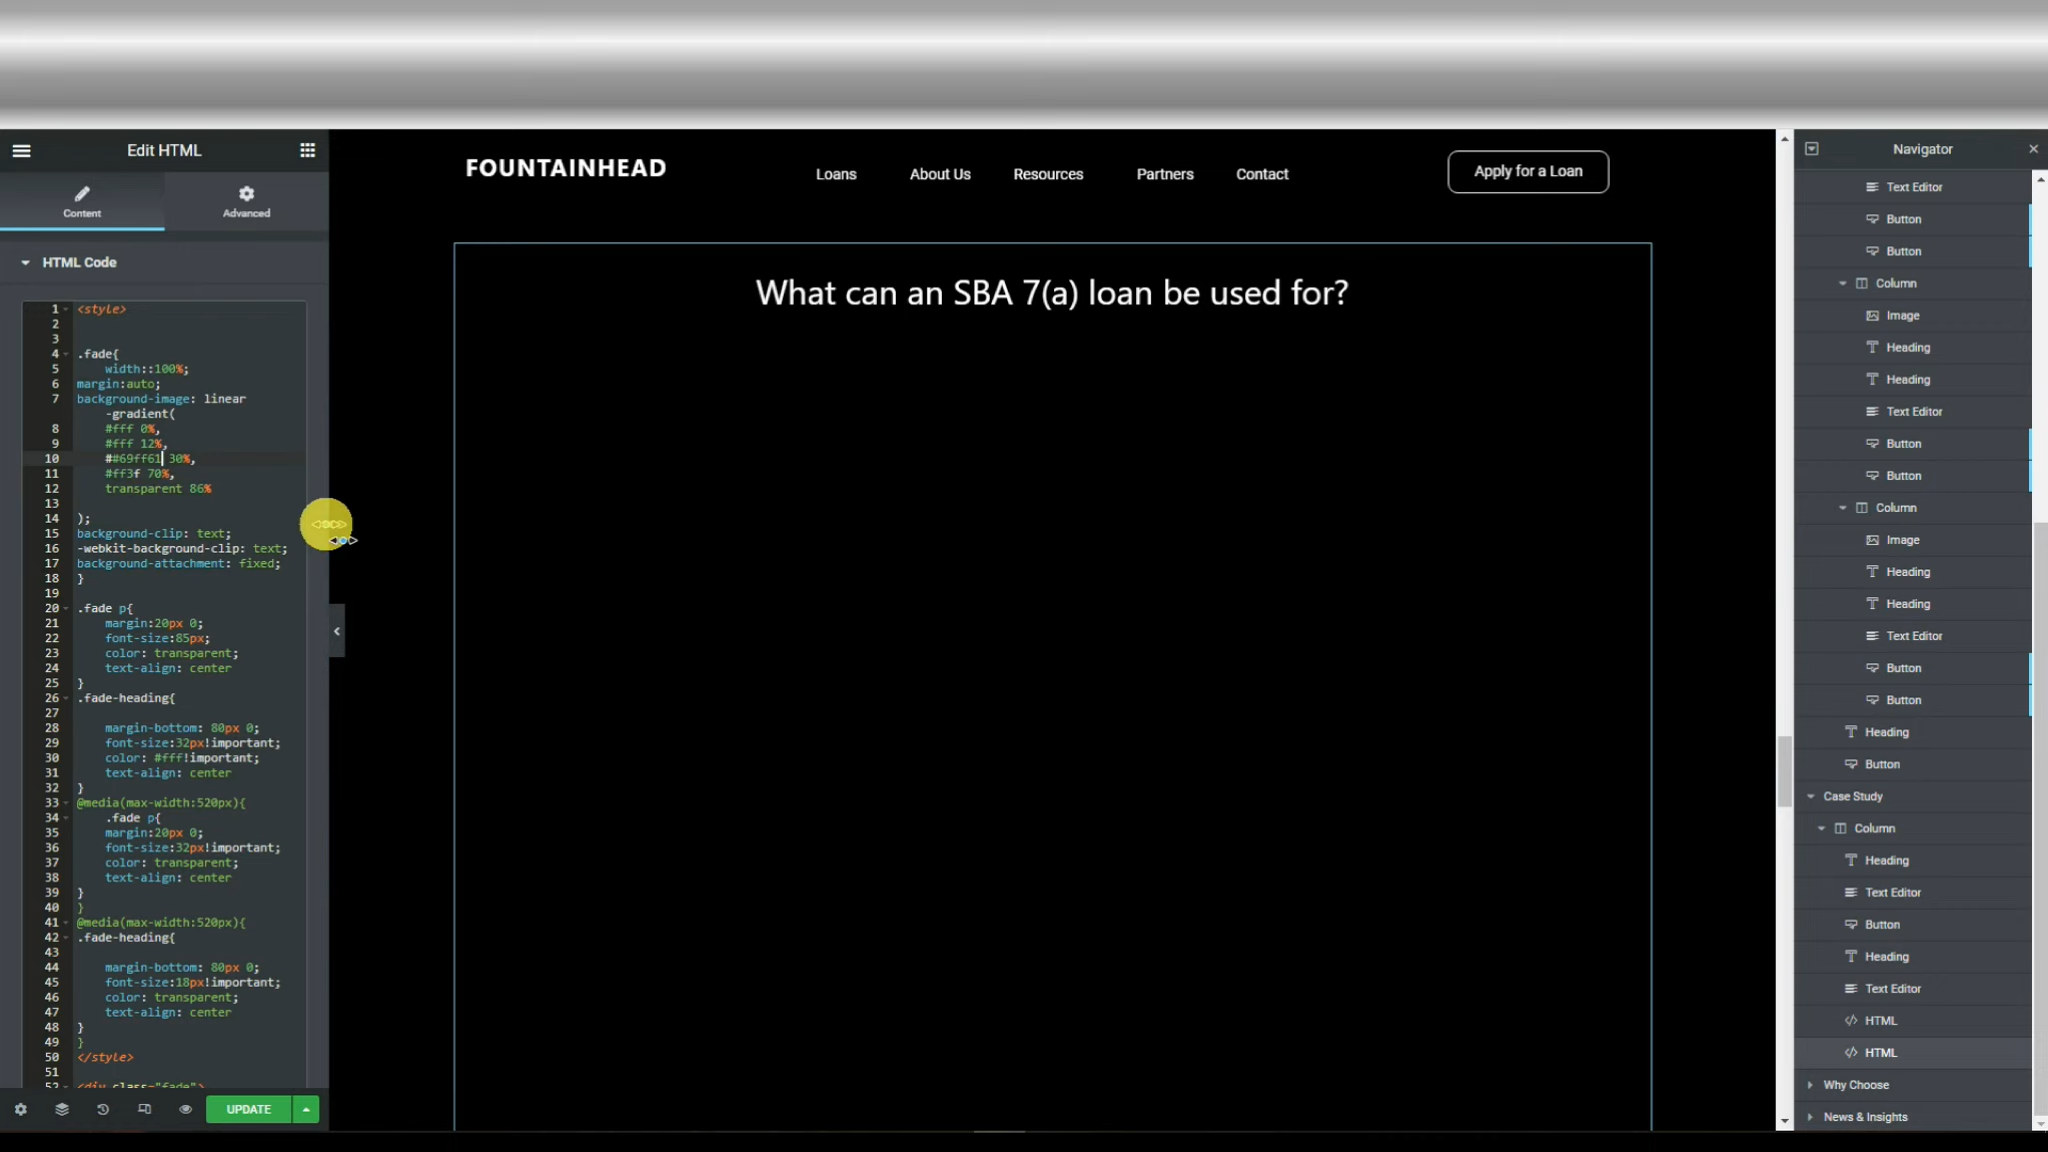 Edit HTML
Content
Advanced
HTML Code
1 <style>
2
3
4 .fade{
5 width::100%;
6 margin:auto;
7 background-image: linear
-gradient(
8 #fff 0%,
9 #fff 12%,
10 ##69ff61 30%,
11 #ff3f 70%,
12 transparent 86%
13
14 );
15 background-clip: text;
16 -webkit-background-clip: text;
17 background-attachment: fixed;
18 }
19
20 .fade p{
21 margin:20px 0;
22 font-size:85px;
23 color: transparent;
24 text-align: center
25 }
26 .fade-heading{
27
28 margin-bottom: 80px 0;
29 font-size:32px!important;
30 color: #fff!important;
31 text-align: center
32 }
33 @media(max-width:520px){
34 .fade p{
35 margin:20px 0;
36 font-size:32px!important;
37 color: transparent;
38 text-align: center
39 }
40 }
41 @media(max-width:520px){
42 .fade-heading{
43
44 margin-bottom: 80px 0;
45 font-size:18px!important;
46 color: transparent;
47 text-align: center
48 }
49 }
50 </style>
51
52 <div class="fade">
UPDATE
FOUNTAINHEAD
Loans
About Us
Resources
Partners
Contact
Apply for a Loan
What can an SBA 7(a) loan be used for?
Navigator
Text Editor
Button
Button
Column
Image
Heading
Heading
Text Editor
Button
Button
Column
Image
Heading
Heading
Text Editor
Button
Button
Heading
Button
Case Study
Column
Heading
Text Editor
Button
Heading
Text Editor
HTML
HTML
Why Choose
News & Insights